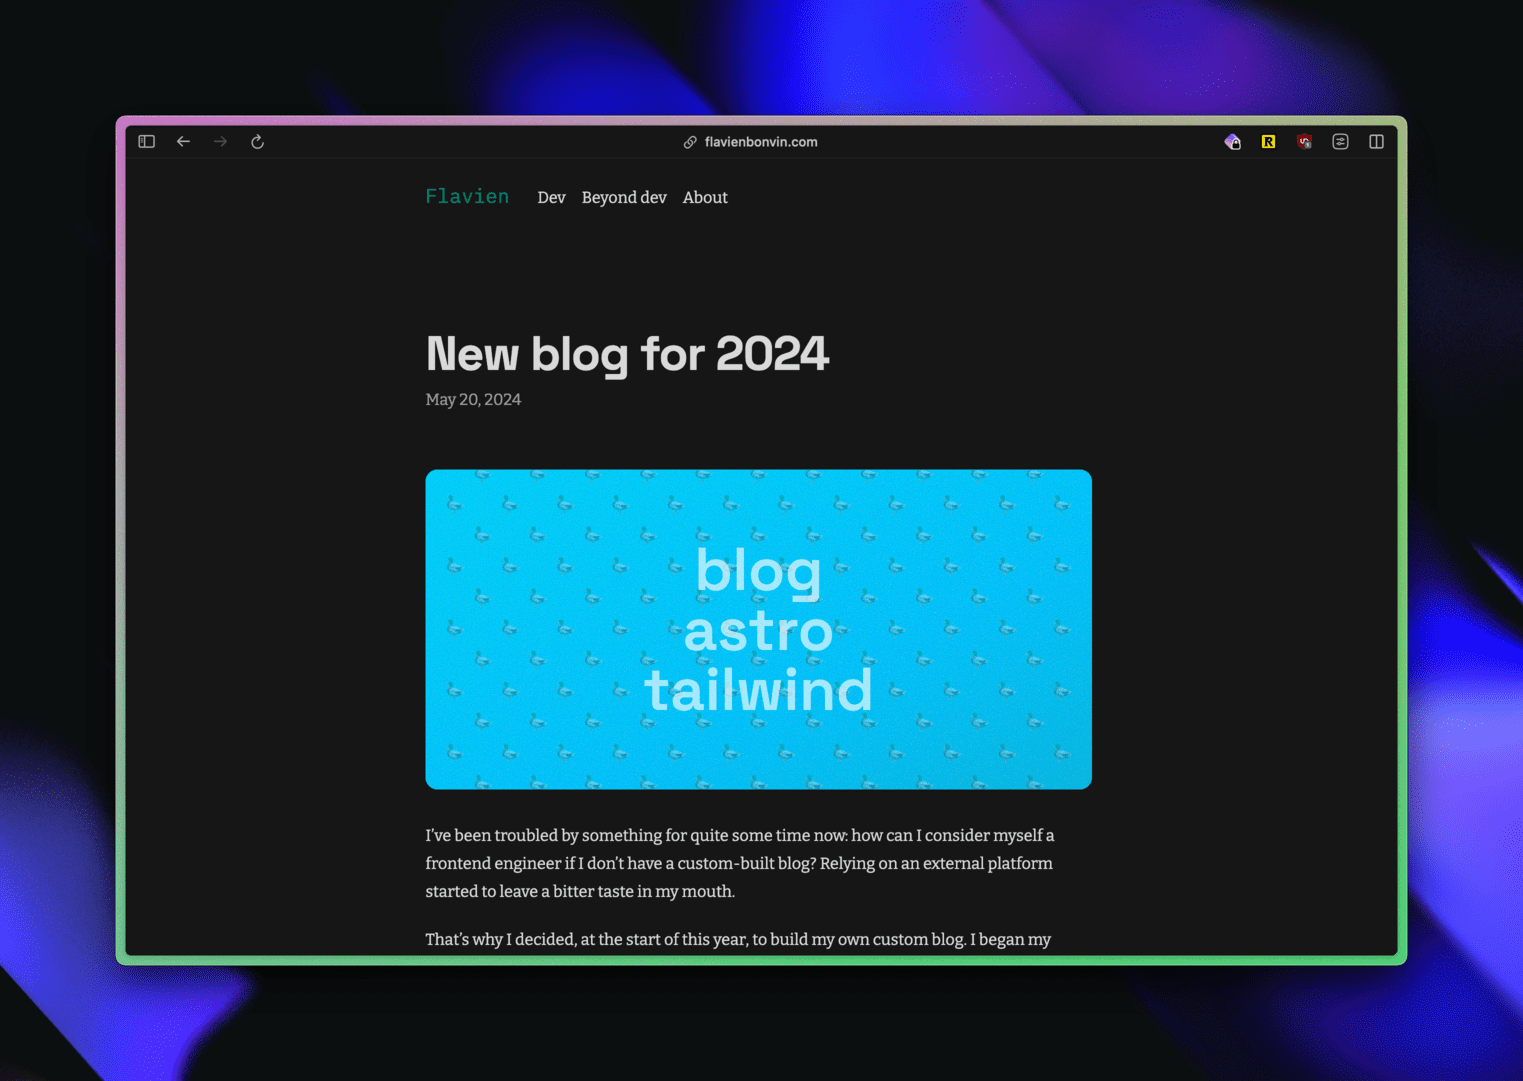 flavienbonvin.com
Flavien Dev Beyond dev About
New blog for 2024
May 20, 2024
blog
astro
tailwind
I’ve been troubled by something for quite some time now: how can I consider myself a
frontend engineer if I don’t have a custom-built blog? Relying on an external platform
started to leave a bitter taste in my mouth.
That’s why I decided, at the start of this year, to build my own custom blog. I began my